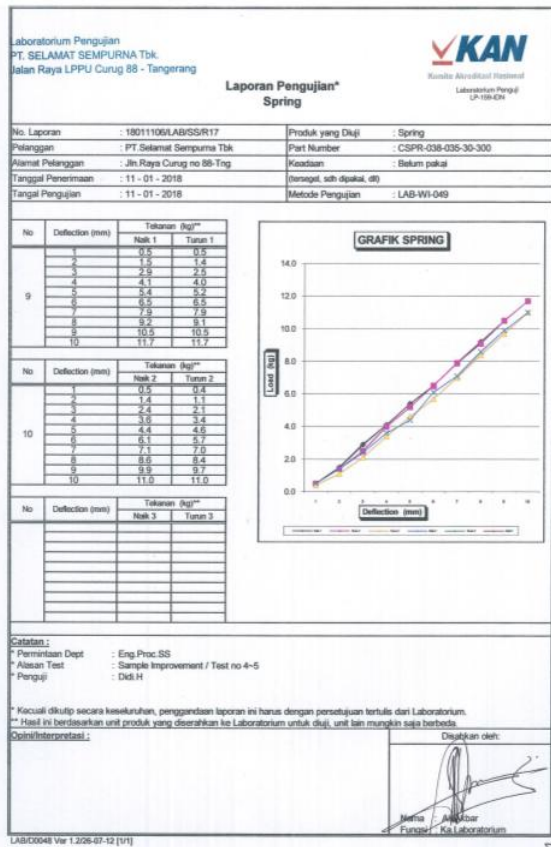 Laboratorium Pengujian
PT. SELAMAT SEMPURNA Tbk.
Jalan Raya LPPU Curug 88 - Tangerang
KAN
Komite Akreditasi Nasional
Laboratorium Penguji
LP-199-IDN
Laporan Pengujian*
Spring
No. Laporan : 18011106/LAB/SS/R17 Produk yang Diuji : Spring
Pelanggan : PT.Selamat Sempurna Tbk Part Number : CSPR-038-035-30-300
Alamat Pelanggan : Jln.Raya Curug no 88-Tng Keadaan : Belum pakai
Tanggal Penerimaan : 11 - 01 - 2018 (tersegel, sdh dipakai, dll)
Tangal Pengujian : 11 - 01 - 2018 Metode Pengujian : LAB-WI-049
No Deflection (mm) Tekanan (kg)**
Naik 1 Turun 1
9
1 0.5 0.5
2 1.5 1.4
3 2.9 2.5
4 4.1 4.0
5 5.4 5.2
6 6.5 6.5
7 7.9 7.9
8 9.2 9.1
9 10.5 10.5
10 11.7 11.7
No Deflection (mm) Tekanan (kg)**
Naik 2 Turun 2
10
1 0.5 0.4
2 1.4 1.1
3 2.4 2.1
4 3.6 3.4
5 4.4 4.6
6 6.1 5.7
7 7.1 7.0
8 8.6 8.4
9 9.9 9.7
10 11.0 11.0
No Deflection (mm) Tekanan (kg)**
Naik 3 Turun 3
GRAFIK SPRING
Load (kg)
14.0
12.0
10.0
8.0
6.0
4.0
2.0
0.0
1 2 3 4 5 6 7 8 9 10
Deflection (mm)
Catatan :
* Permintaan Dept : Eng.Proc.SS
* Alasan Test : Sample Improvement / Test no 4~5
* Penguji : Didi.H
* Kecuali dikutip secara keseluruhan, penggandaan laporan ini harus dengan persetujuan tertulis dari Laboratorium.
** Hasil ini berdasarkan unit produk yang diserahkan ke Laboratorium untuk diuji, unit lain mungkin saja berbeda.
Opini/Interpretasi :
Disahkan oleh:
Nama :
Fungsi : Ka.Laboratorium
LAB/D0048 Ver 1.2/26-07-12 [1/1]